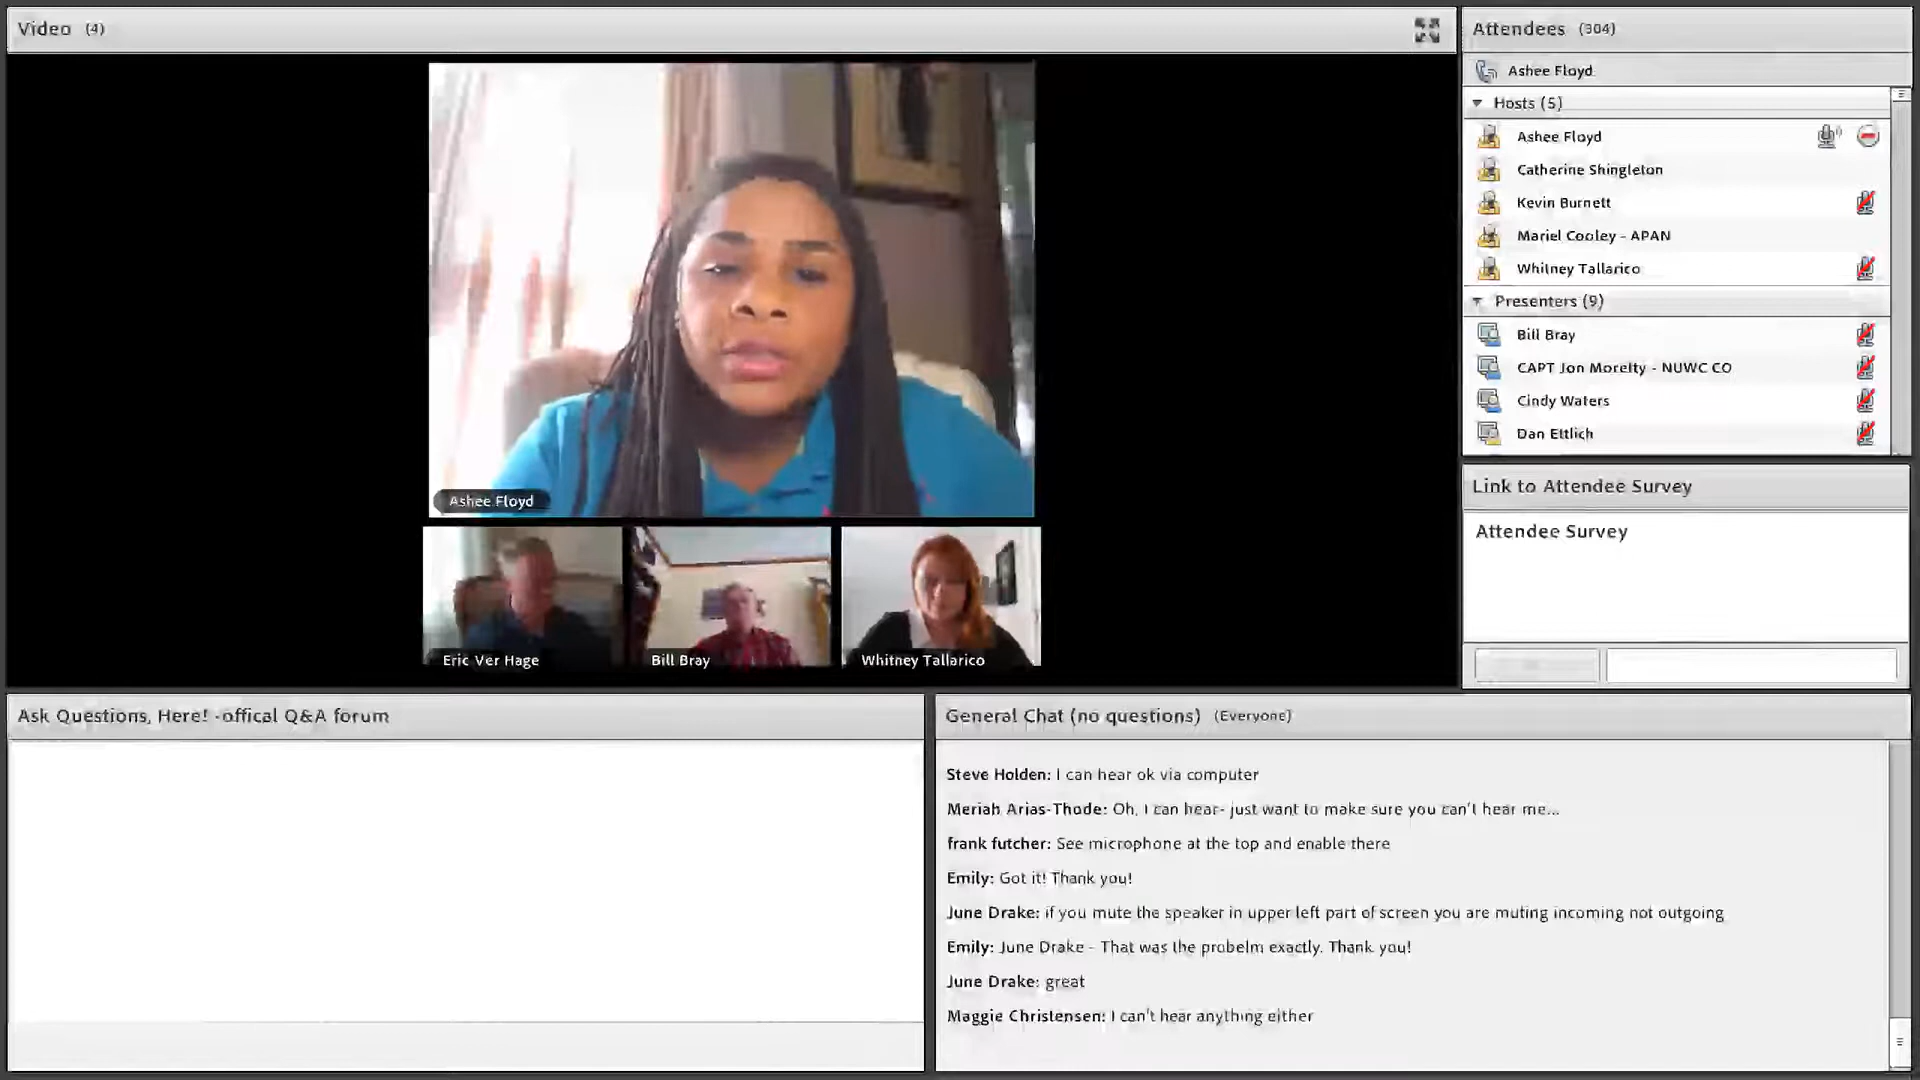 Video (4)
Ashee Floyd
Eric Ver Hage
Bill Bray
Whitney Tallarico
Attendees (304)
Ashee Floyd
Hosts (5)
Ashee Floyd
Catherine Shingleton
Kevin Burnett
Mariel Cooley - APAN
Whitney Tallarico
Presenters (9)
Bill Bray
CAPT Jon Moretty - NUWC CO
Cindy Waters
Dan Ettlich
Link to Attendee Survey
Attendee Survey
Ask Questions, Here! -offical Q&A forum
General Chat (no questions) (Everyone)
Steve Holden: I can hear ok via computer
Meriah Arias-Thode: Oh, I can hear- just want to make sure you can't hear me...
frank futcher: See microphone at the top and enable there
Emily: Got it! Thank you!
June Drake: if you mute the speaker in upper left part of screen you are muting incoming not outgoing
Emily: June Drake - That was the probelm exactly. Thank you!
June Drake: great
Maggie Christensen: I can't hear anything either